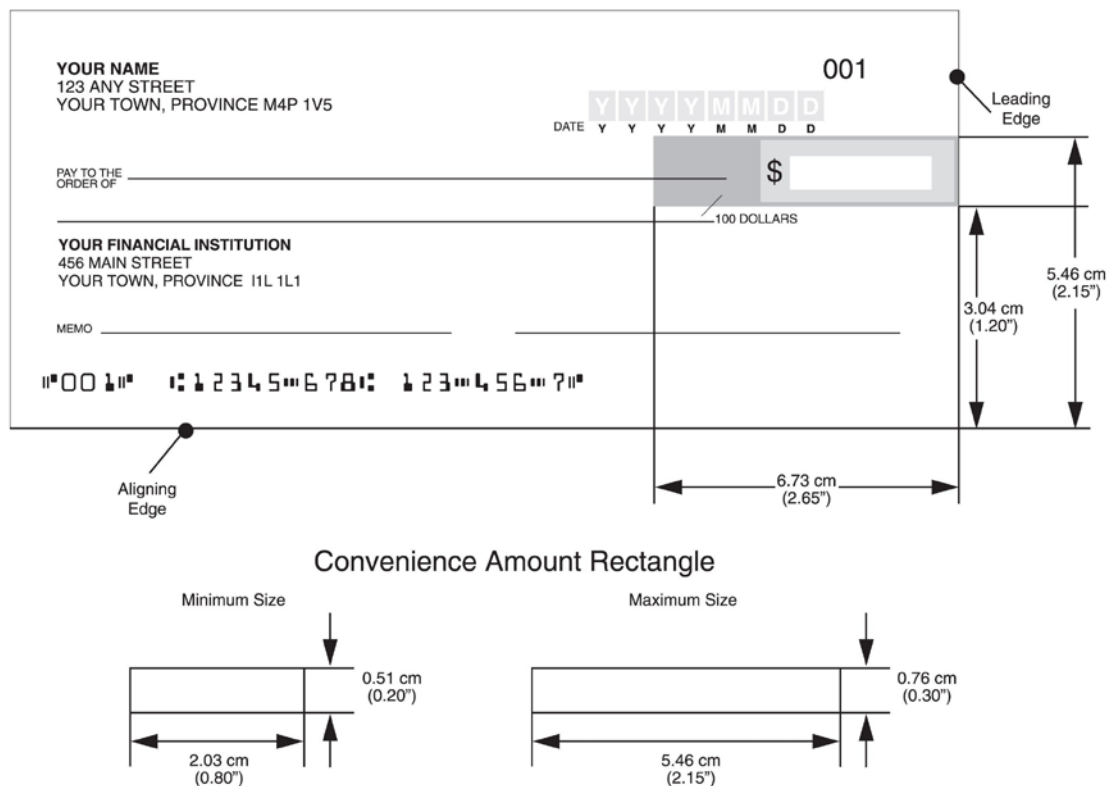 YOUR NAME
123 ANY STREET
YOUR TOWN, PROVINCE M4P 1V5
001
Leading
Edge
Y Y Y Y M M D D
DATE Y Y Y Y M M D D
PAY TO THE
ORDER OF
$
100 DOLLARS
YOUR FINANCIAL INSTITUTION
456 MAIN STREET
YOUR TOWN, PROVINCE I1L 1L1
5.46 cm
(2.15”)
3.04 cm
(1.20”)
MEMO
⑈001⑈ ⑆12345⑉678⑆ 123⑉456⑉7⑈
6.73 cm
(2.65”)
Aligning
Edge
Convenience Amount Rectangle
Minimum Size
Maximum Size
0.51 cm
(0.20”)
0.76 cm
(0.30”)
2.03 cm
(0.80”)
5.46 cm
(2.15”)